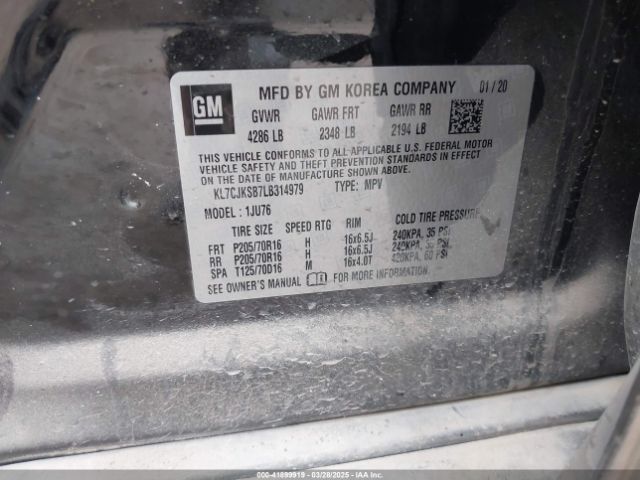 GM
MFD BY GM KOREA COMPANY 01/20
GVWR GAWR FRT GAWR RR
4286 LB 2348 LB 2194 LB
THIS VEHICLE CONFORMS TO ALL APPLICABLE U.S. FEDERAL MOTOR
VEHICLE SAFETY AND THEFT PREVENTION STANDARDS IN EFFECT
ON THE DATE OF MANUFACTURE SHOWN ABOVE.
KL7CJKSB7LB314979 TYPE: MPV
MODEL: 1JU76
TIRE SIZE SPEED RTG RIM COLD TIRE PRESSURE
FRT P205/70R16 H 16x6.5J 240KPA, 35 PSI
RR P205/70R16 H 16x6.5J 240KPA, 35 PSI
SPA T125/70D16 M 16x4.0T 420KPA, 60 PSI
SEE OWNER'S MANUAL FOR MORE INFORMATION.
000-41899919 - 03/28/2025 - IAA Inc.